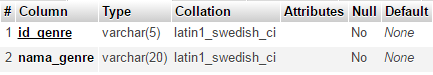 # Column Type Collation Attributes Null Default
1 id_genre varchar(5) latin1_swedish_ci No None
2 nama_genre varchar(20) latin1_swedish_ci No None